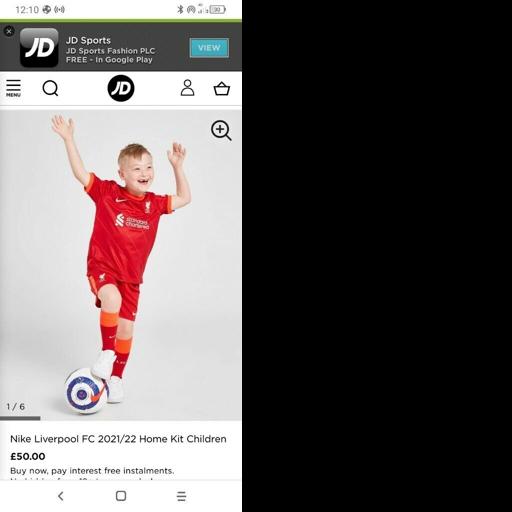 12:10
JD
JD Sports
JD Sports Fashion PLC
FREE - In Google Play
VIEW
MENU
JD
standard
chartered
1 / 6
Nike Liverpool FC 2021/22 Home Kit Children
£50.00
Buy now, pay interest free instalments.